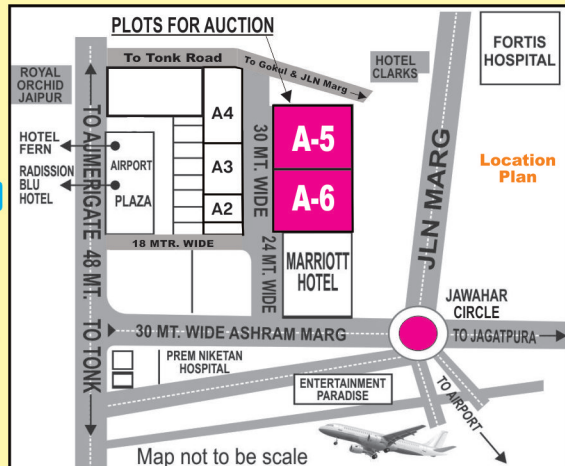 PLOTS FOR AUCTION
To Tonk Road
To Gokul & JLN Marg
HOTEL
CLARKS
FORTIS
HOSPITAL
ROYAL
ORCHID
JAIPUR
TO AJMERGATE 48 MT. TO TONK
HOTEL
FERN
RADISSION
BLU
HOTEL
AIRPORT
PLAZA
A4
A3
A2
30 MT. WIDE
24 MT. WIDE
A-5
A-6
MARRIOTT
HOTEL
JLN MARG
Location
Plan
18 MTR. WIDE
JAWAHAR
CIRCLE
30 MT. WIDE ASHRAM MARG
TO JAGATPURA
PREM NIKETAN
HOSPITAL
ENTERTAINMENT
PARADISE
TO AIRPORT
Map not to be scale